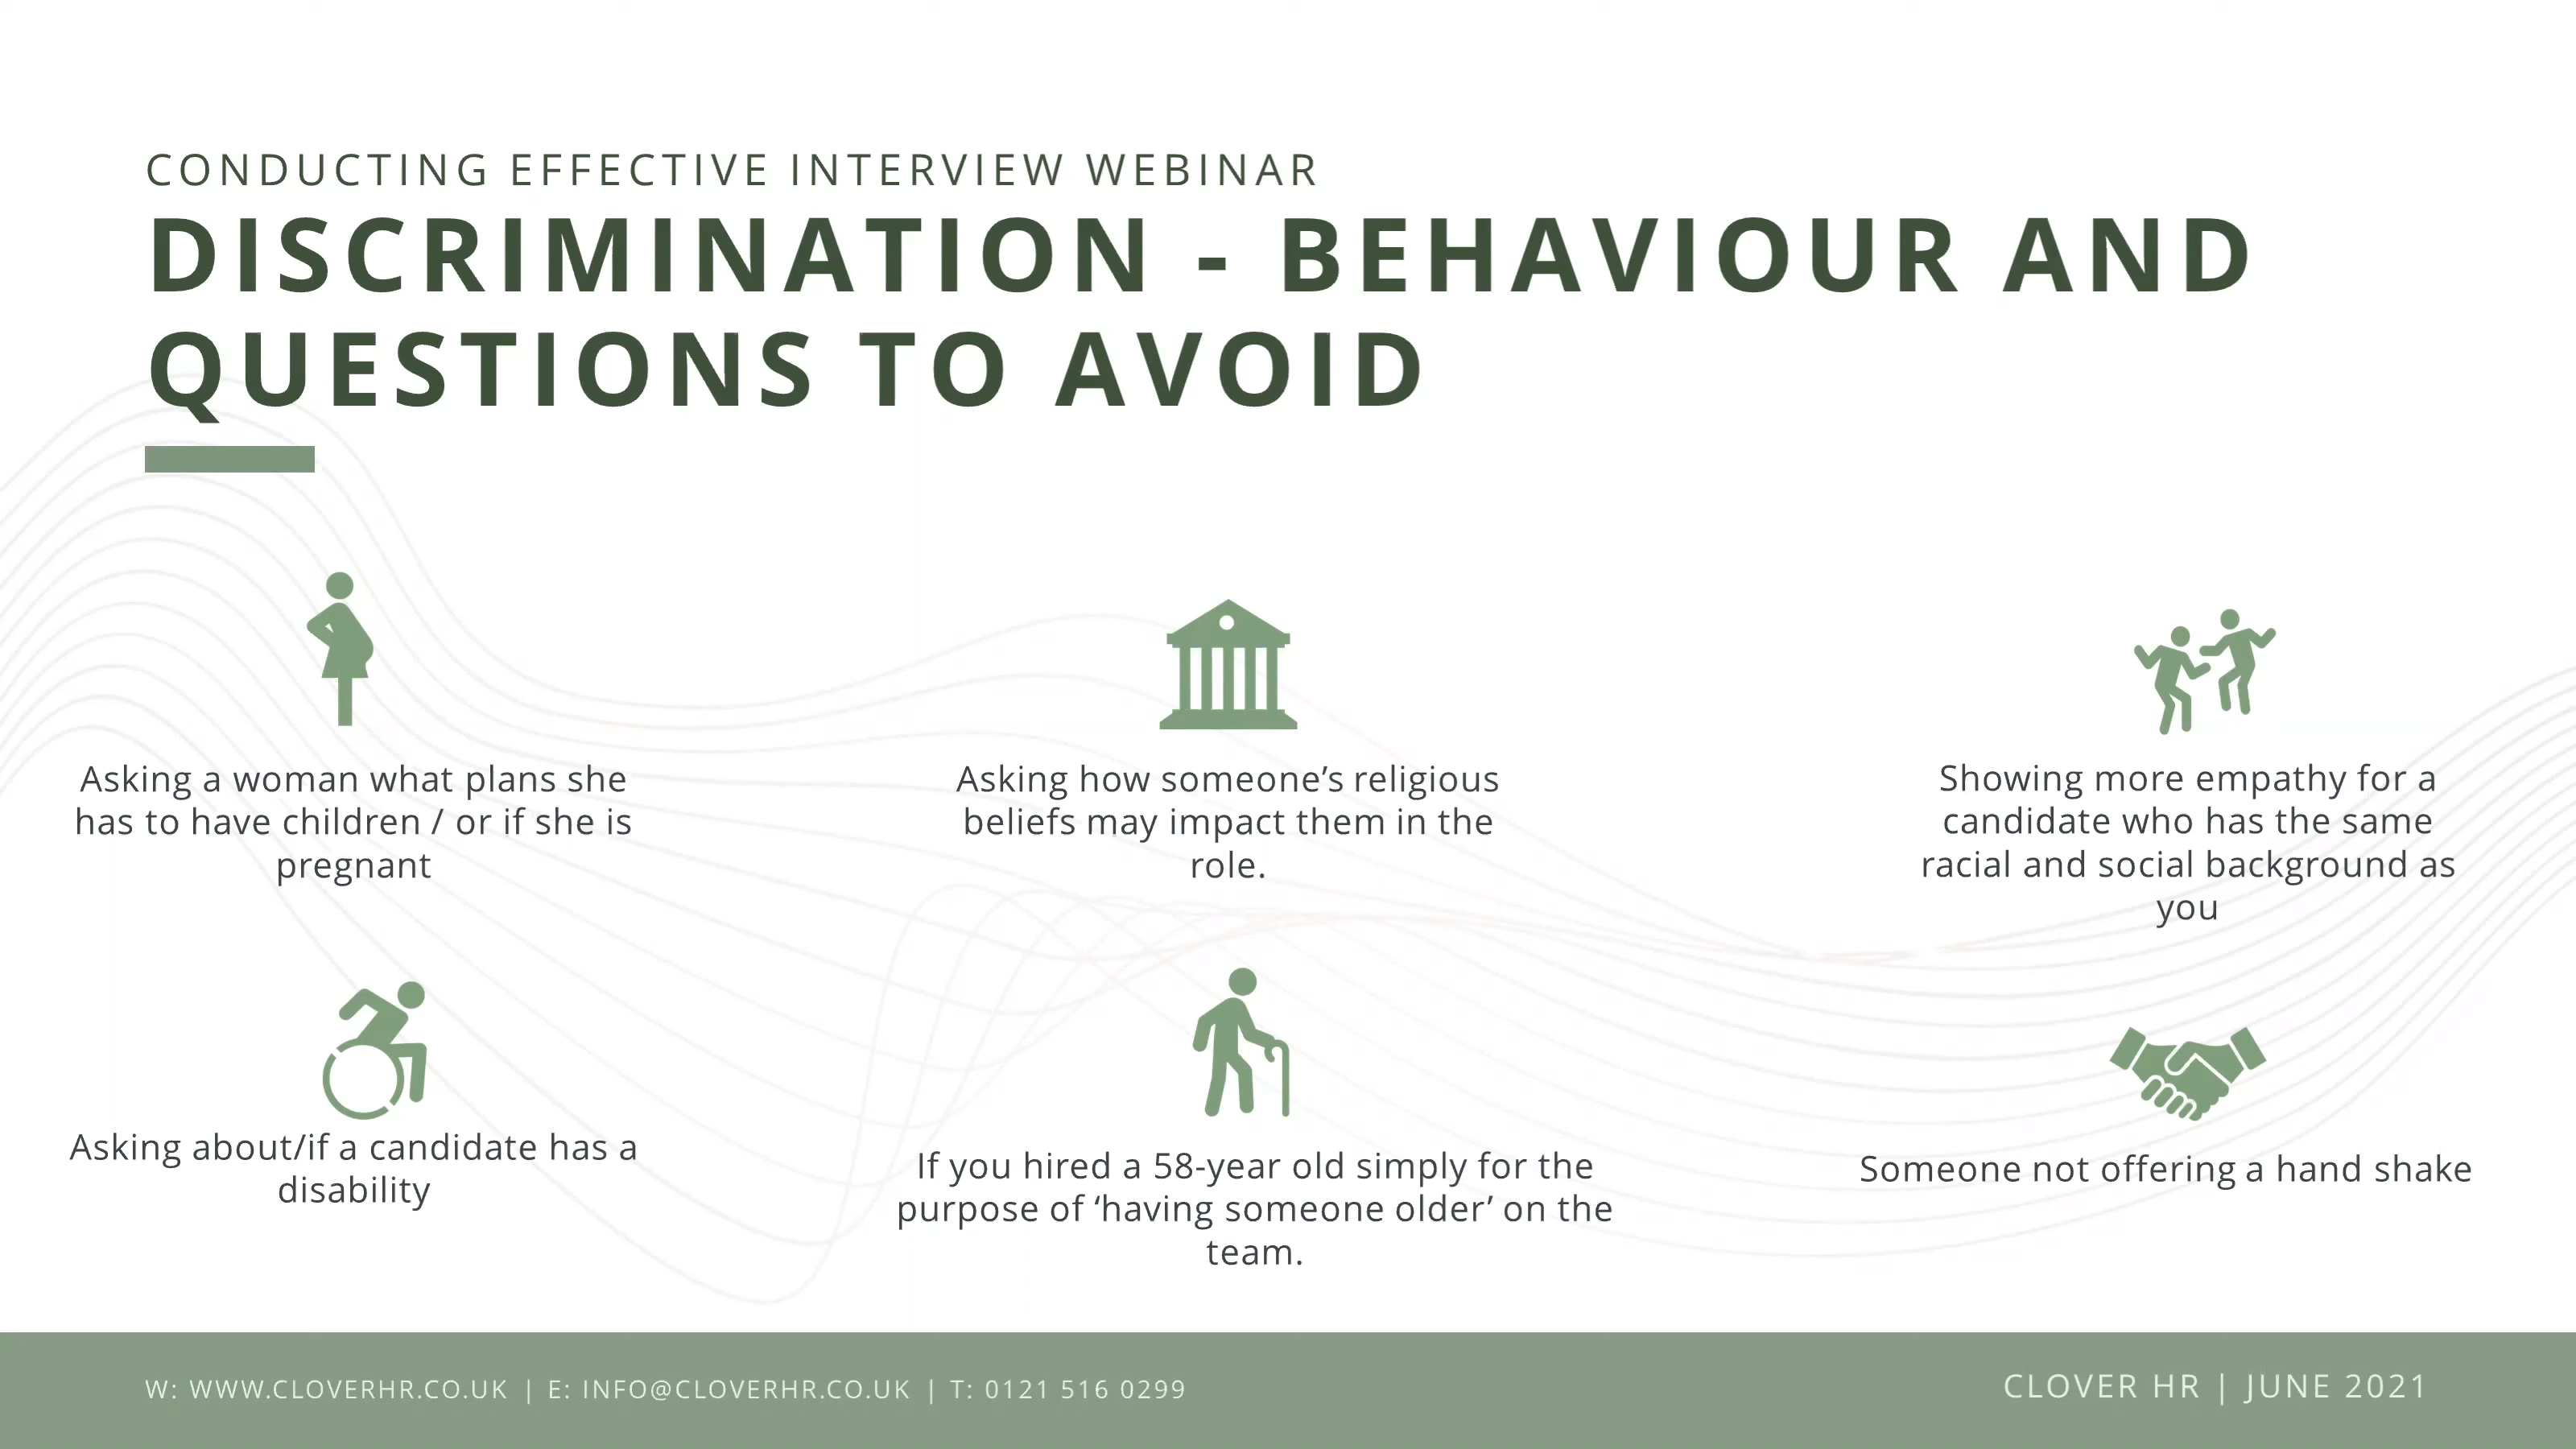 CONDUCTING EFFECTIVE INTERVIEW WEBINAR
DISCRIMINATION - BEHAVIOUR AND
QUESTIONS TO AVOID
Asking a woman what plans she
has to have children / or if she is
pregnant
Asking how someone’s religious
beliefs may impact them in the
role.
Showing more empathy for a
candidate who has the same
racial and social background as
you
Asking about/if a candidate has a
disability
If you hired a 58-year old simply for the
purpose of ‘having someone older’ on the
team.
Someone not offering a hand shake
W: WWW.CLOVERHR.CO.UK | E: INFO@CLOVERHR.CO.UK | T: 0121 516 0299
CLOVER HR | JUNE 2021